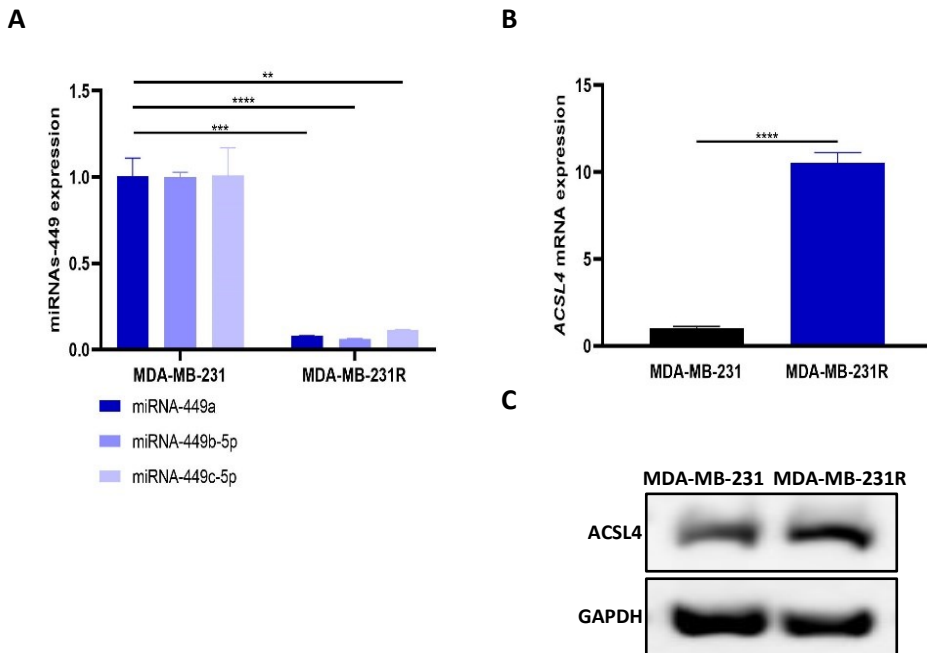 A
miRNAs-449 expression
1.5
1.0
0.5
0.0
**
****
***
MDA-MB-231
MDA-MB-231R
miRNA-449a
miRNA-449b-5p
miRNA-449c-5p
B
ACSL4 mRNA expression
15
10
5
0
****
MDA-MB-231
MDA-MB-231R
C
MDA-MB-231 MDA-MB-231R
ACSL4
GAPDH